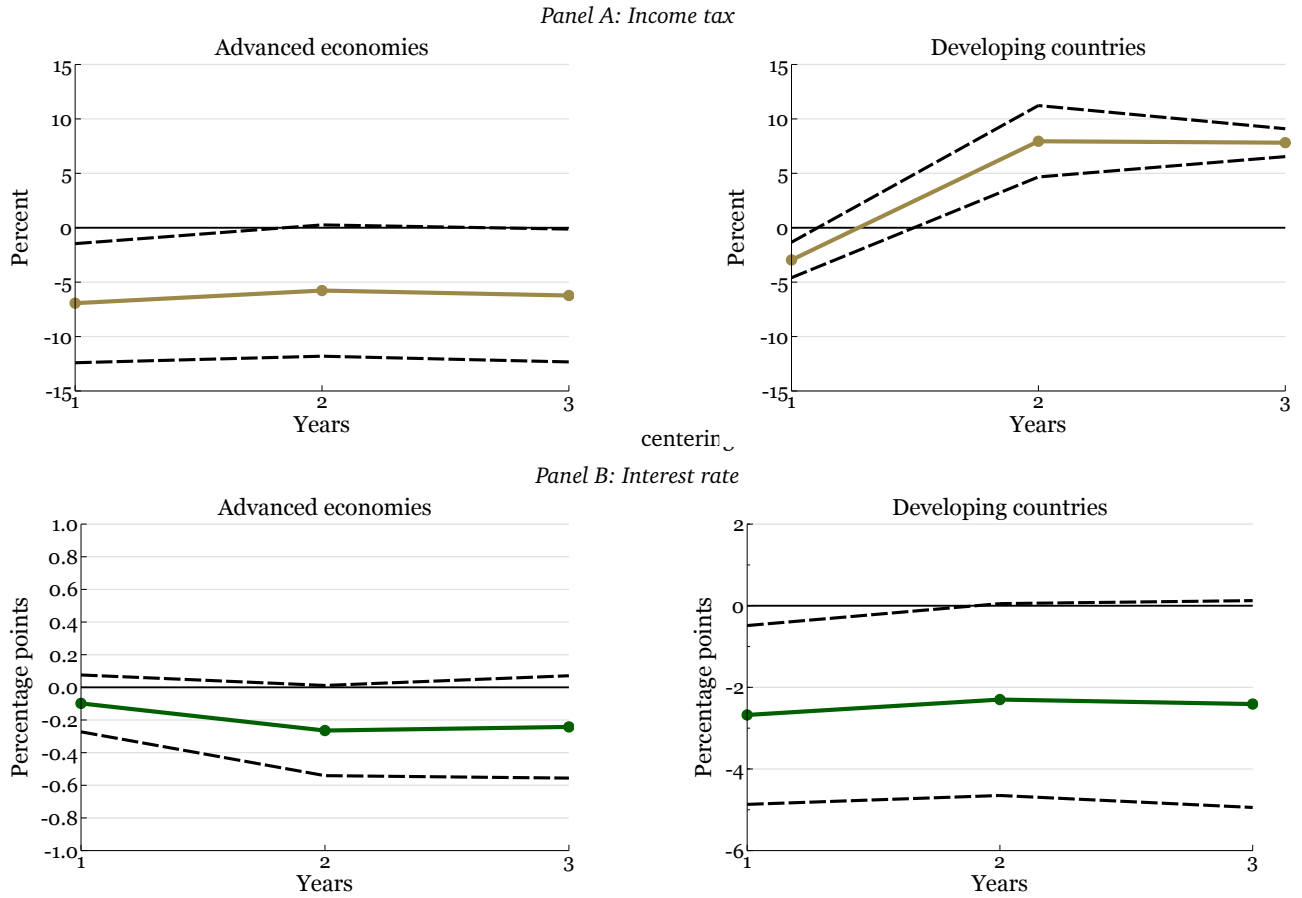 Panel A: Income tax
Advanced economies
15
10
5
0
-5
-10
-15
Percent
1 2 3
Years
Developing countries
15
10
5
0
-5
-10
-15
Percent
1 2 3
Years
centering
Panel B: Interest rate
Advanced economies
1.0
0.8
0.6
0.4
0.2
0.0
-0.2
-0.4
-0.6
-0.8
-1.0
Percentage points
1 2 3
Years
Developing countries
2
0
-2
-4
-6
Percentage points
1 2 3
Years